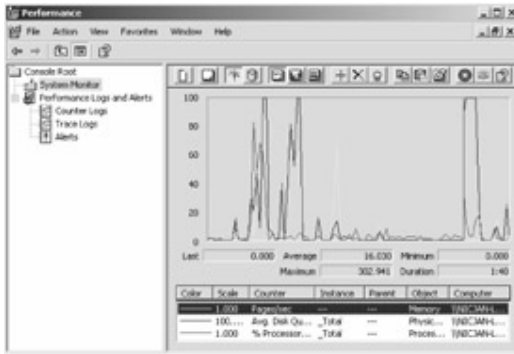 Performance
File Action View Favorites Window Help
Console Root
System Monitor
Performance Logs and Alerts
Counter Logs
Trace Logs
Alerts
100
80
60
40
20
0
Last 0.000 Average 16.030 Minimum 0.000
Maximum 302.941 Duration 1:40
Color Scale Counter Instance Parent Object Computer
1.000 Pages/sec --- --- Memory
100.... Avg. Disk Qu... _Total --- Physic...
1.000 % Processor... _Total --- Proces...